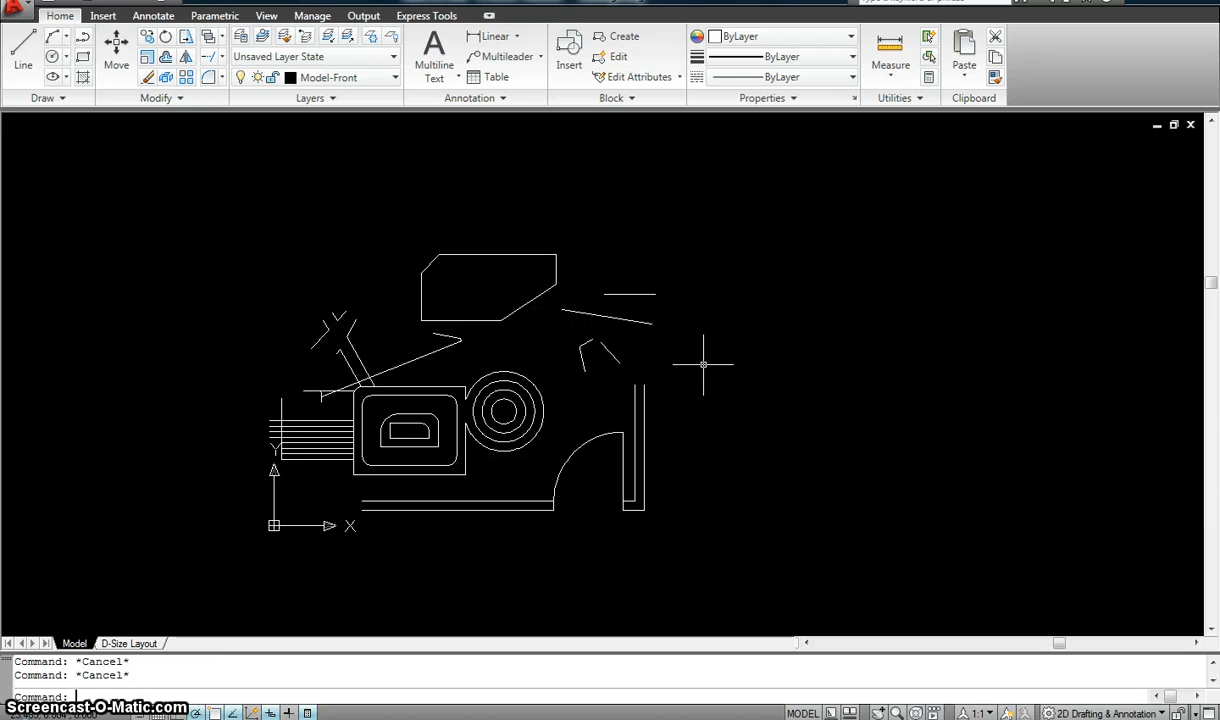 Home Insert Annotate Parametric View Manage Output Express Tools
Line
Move
Unsaved Layer State
Model-Front
Multiline
Text
Linear
Multileader
Table
Insert
Create
Edit
Edit Attributes
ByLayer
ByLayer
ByLayer
Measure
Paste
Draw Modify Layers Annotation Block Properties Utilities Clipboard
Y
X
Model D-Size Layout
Command: *Cancel*
Command: *Cancel*
Command:
Screencast-O-Matic.com
MODEL
1:1
2D Drafting & Annotation